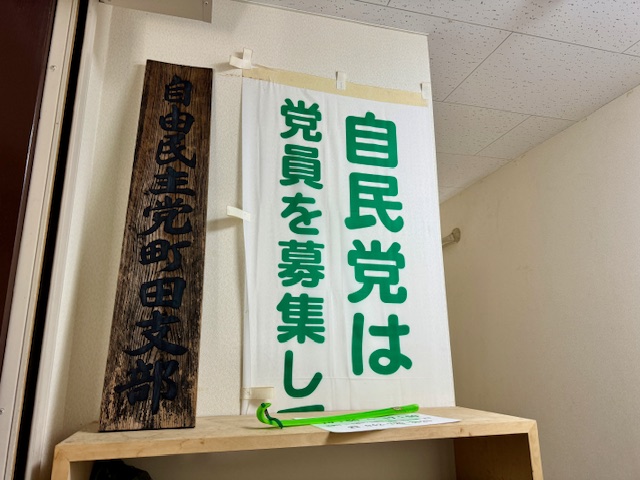 自由民主党町田支部
自民党は
党員を募集し